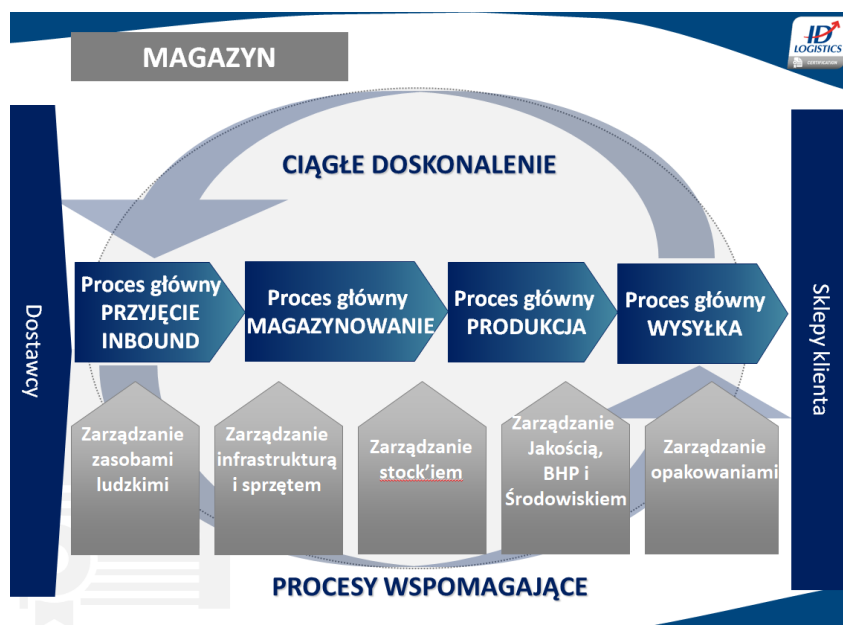 MAGAZYN
ID
LOGISTICS
CERTIFICATION
CIĄGŁE DOSKONALENIE
Dostawcy
Proces główny
PRZYJĘCIE
INBOUND
Proces główny
MAGAZYNOWANIE
Proces główny
PRODUKCJA
Proces główny
WYSYŁKA
Sklepy klienta
Zarządzanie
zasobami
ludzkimi
Zarządzanie
infrastrukturą
i sprzętem
Zarządzanie
stock’iem
Zarządzanie
Jakością,
BHP i
Środowiskiem
Zarządzanie
opakowaniami
PROCESY WSPOMAGAJĄCE